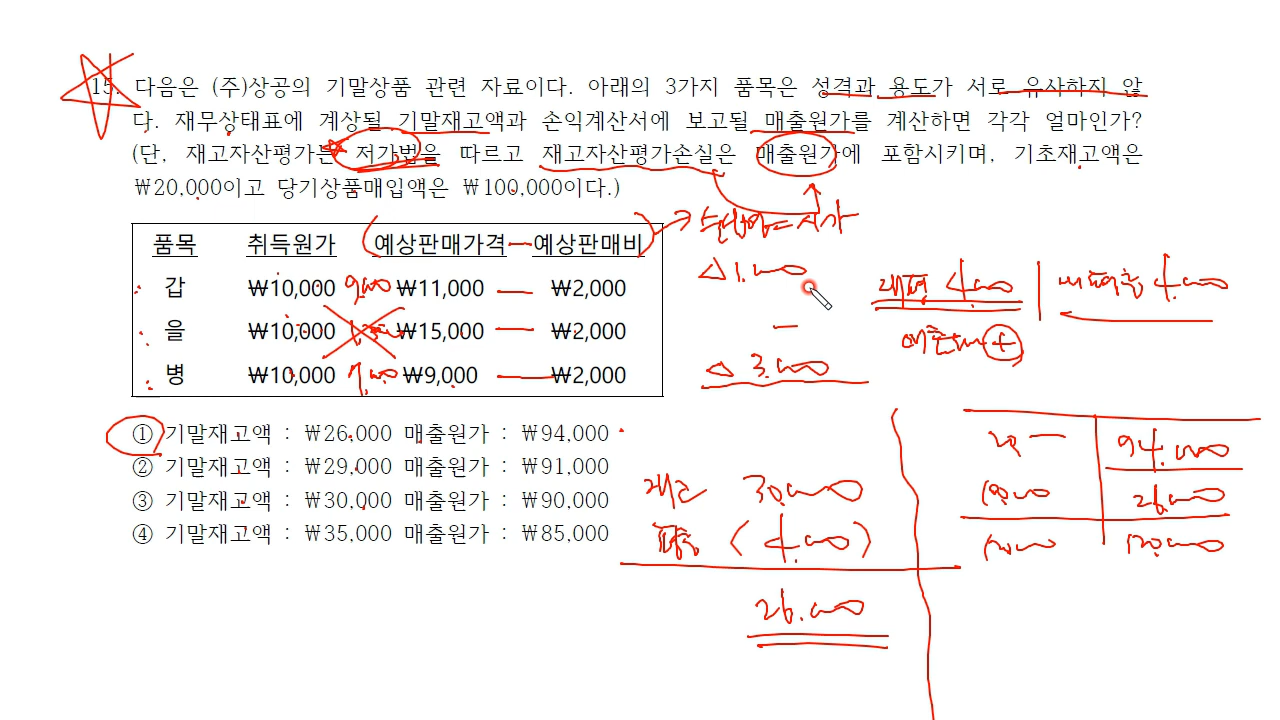 15. 다음은 (주)상공의 기말상품 관련 자료이다. 아래의 3가지 품목은 성격과 용도가 서로 유사하지 않
다. 재무상태표에 계상될 기말재고액과 손익계산서에 보고될 매출원가를 계산하면 각각 얼마인가?
(단, 재고자산평가는 저가법을 따르고 재고자산평가손실은 매출원가에 포함시키며, 기초재고액은
₩20,000이고 당기상품매입액은 ₩100,000이다.)
품목 취득원가 예상판매가격 예상판매비
갑 ₩10,000 ₩11,000 ₩2,000
을 ₩10,000 ₩15,000 ₩2,000
병 ₩10,000 ₩9,000 ₩2,000
① 기말재고액 : ₩26,000 매출원가 : ₩94,000
② 기말재고액 : ₩29,000 매출원가 : ₩91,000
③ 기말재고액 : ₩30,000 매출원가 : ₩90,000
④ 기말재고액 : ₩35,000 매출원가 : ₩85,000
△1.000
△ 3.000
30.000
(4.000)
26.000
94.000
26.000
120.000